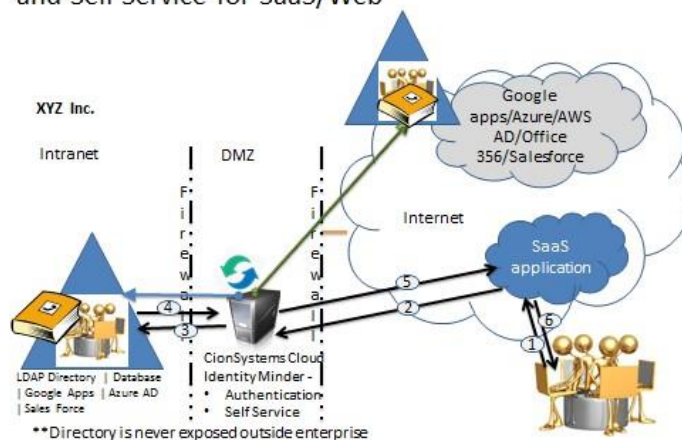 and Self Service for SaaS/Web
XYZ Inc.
Intranet
DMZ
Firewall
Firewall
Google
apps/Azure/AWS
AD/Office
356/Salesforce
Internet
SaaS
application
5
4
2
3
6
1
CionSystems Cloud
Identity Minder -
• Authentication
• Self Service
LDAP Directory | Database
| Google Apps | Azure AD
| Sales Force
**Directory is never exposed outside enterprise